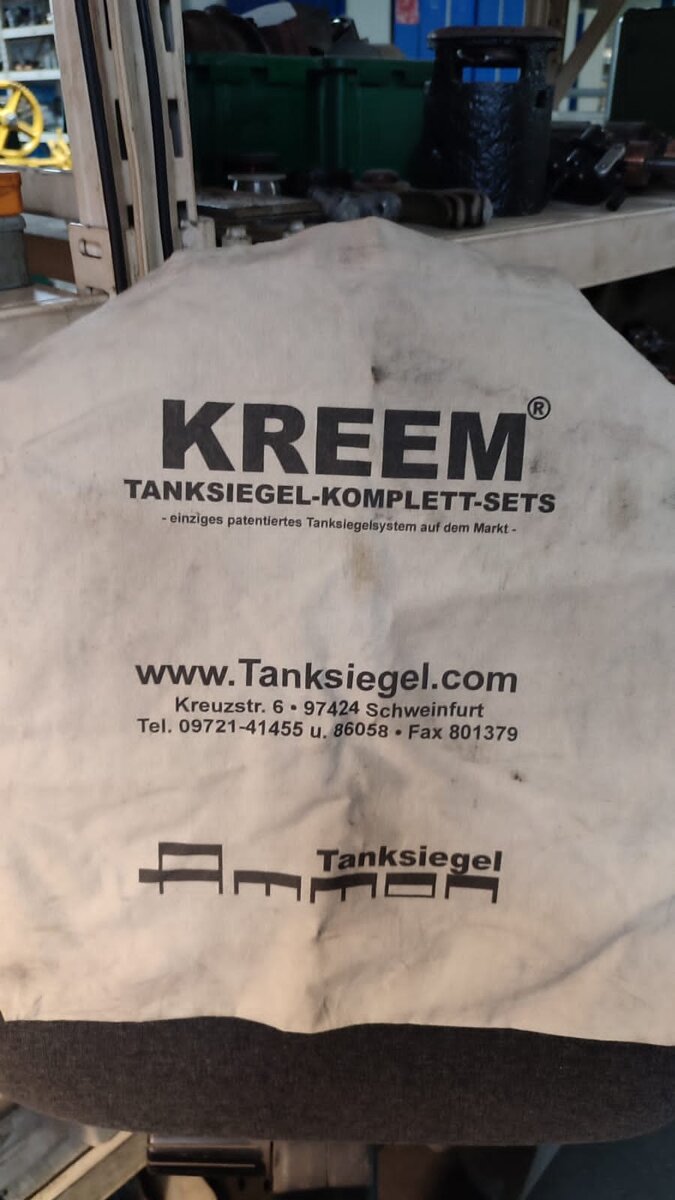 KREEM®
TANKSIEGEL-KOMPLETT-SETS
- einziges patentiertes Tanksiegelsystem auf dem Markt -
www.Tanksiegel.com
Kreuzstr. 6 • 97424 Schweinfurt
Tel. 09721-41455 u. 86058 • Fax 801379
Tanksiegel
Ammon